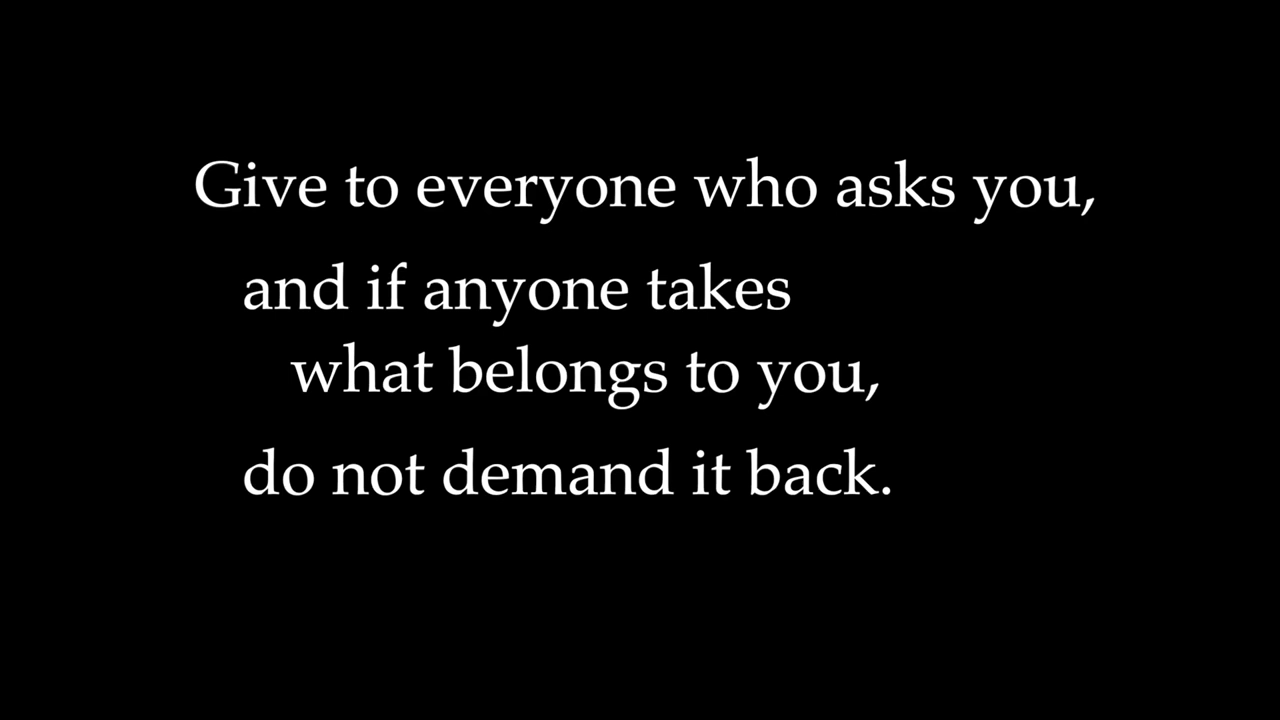 Give to everyone who asks you,
and if anyone takes
what belongs to you,
do not demand it back.